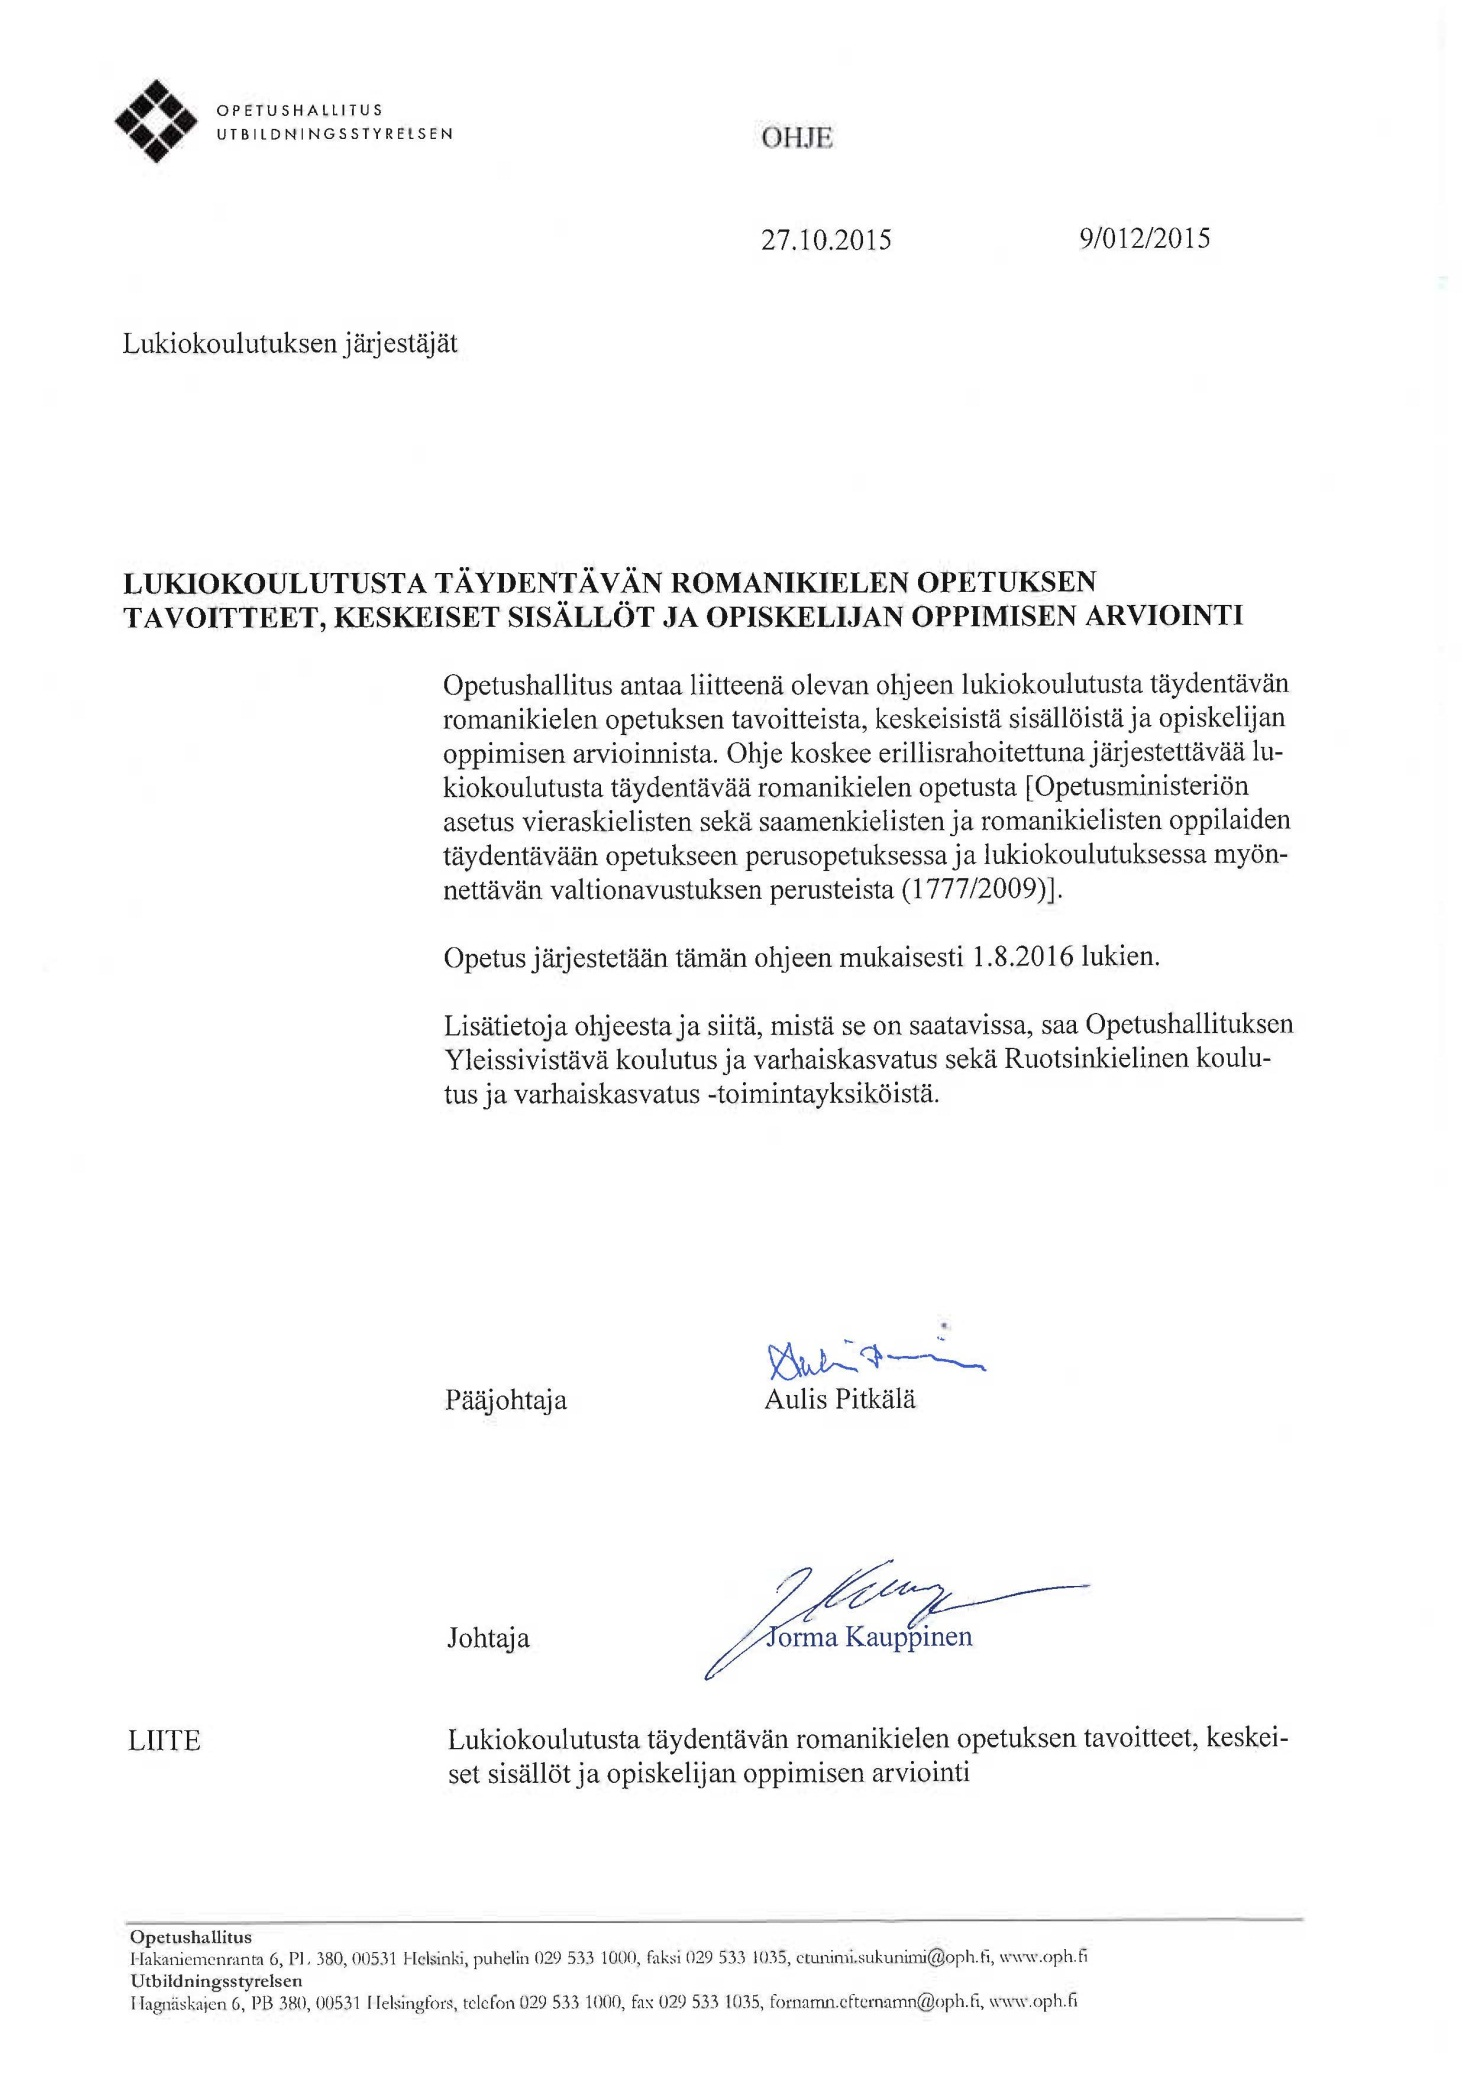 OPETUSHALLITUS
UTBILDNINGSSTYRELSEN
OHJE
27.10.2015 9/012/2015
Lukiokoulutuksen järjestäjät
LUKIOKOULUTUSTA TÄYDENTÄVÄN ROMANIKIELEN OPETUKSEN
TAVOITTEET, KESKEISET SISÄLLÖT JA OPISKELIJAN OPPIMISEN ARVIOINTI
Opetushallitus antaa liitteenä olevan ohjeen lukiokoulutusta täydentävän
romanikielen opetuksen tavoitteista, keskeisistä sisällöistä ja opiskelijan
oppimisen arvioinnista. Ohje koskee erillisrahoitettuna järjestettävää lu-
kiokoulutusta täydentävää romanikielen opetusta [Opetusministeriön
asetus vieraskielisten sekä saamenkielisten ja romanikielisten oppilaiden
täydentävään opetukseen perusopetuksessa ja lukiokoulutuksessa myön-
nettävän valtionavustuksen perusteista (1777/2009)].
Opetus järjestetään tämän ohjeen mukaisesti 1.8.2016 lukien.
Lisätietoja ohjeesta ja siitä, mistä se on saatavissa, saa Opetushallituksen
Yleissivistävä koulutus ja varhaiskasvatus sekä Ruotsinkielinen koulu-
tus ja varhaiskasvatus -toimintayksiköistä.
Pääjohtaja Aulis Pitkälä
Johtaja Jorma Kauppinen
LIITE Lukiokoulutusta täydentävän romanikielen opetuksen tavoitteet, keskei-
set sisällöt ja opiskelijan oppimisen arviointi
Opetushallitus
Hakaniemenranta 6, PL 380, 00531 Helsinki, puhelin 029 533 1000, faksi 029 533 1035, etunimi.sukunimi@oph.fi, www.oph.fi
Utbildningsstyrelsen
Hagnäskajen 6, PB 380, 00531 Helsingfors, telefon 029 533 1000, fax 029 533 1035, fornamn.efternamn@oph.fi, www.oph.fi